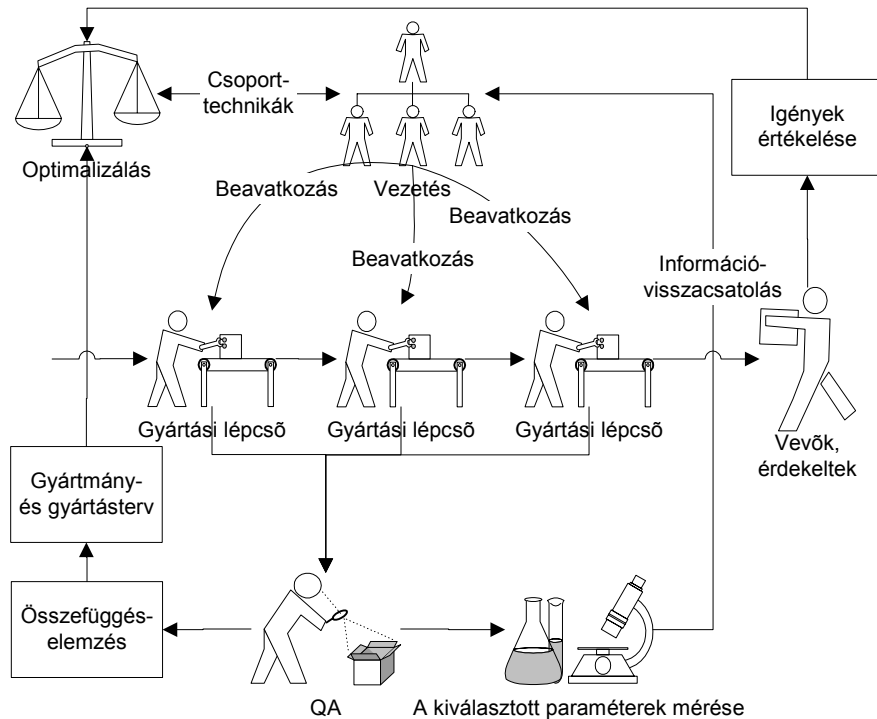 Csoport-
technikák
Igények
értékelése
Optimalizálás
Beavatkozás
Vezetés
Beavatkozás
Beavatkozás
Információ-
visszacsatolás
Gyártási lépcsõ
Gyártási lépcsõ
Gyártási lépcsõ
Vevõk,
érdekeltek
Gyártmány-
és gyártásterv
Összefüggés-
elemzés
QA
A kiválasztott paraméterek mérése